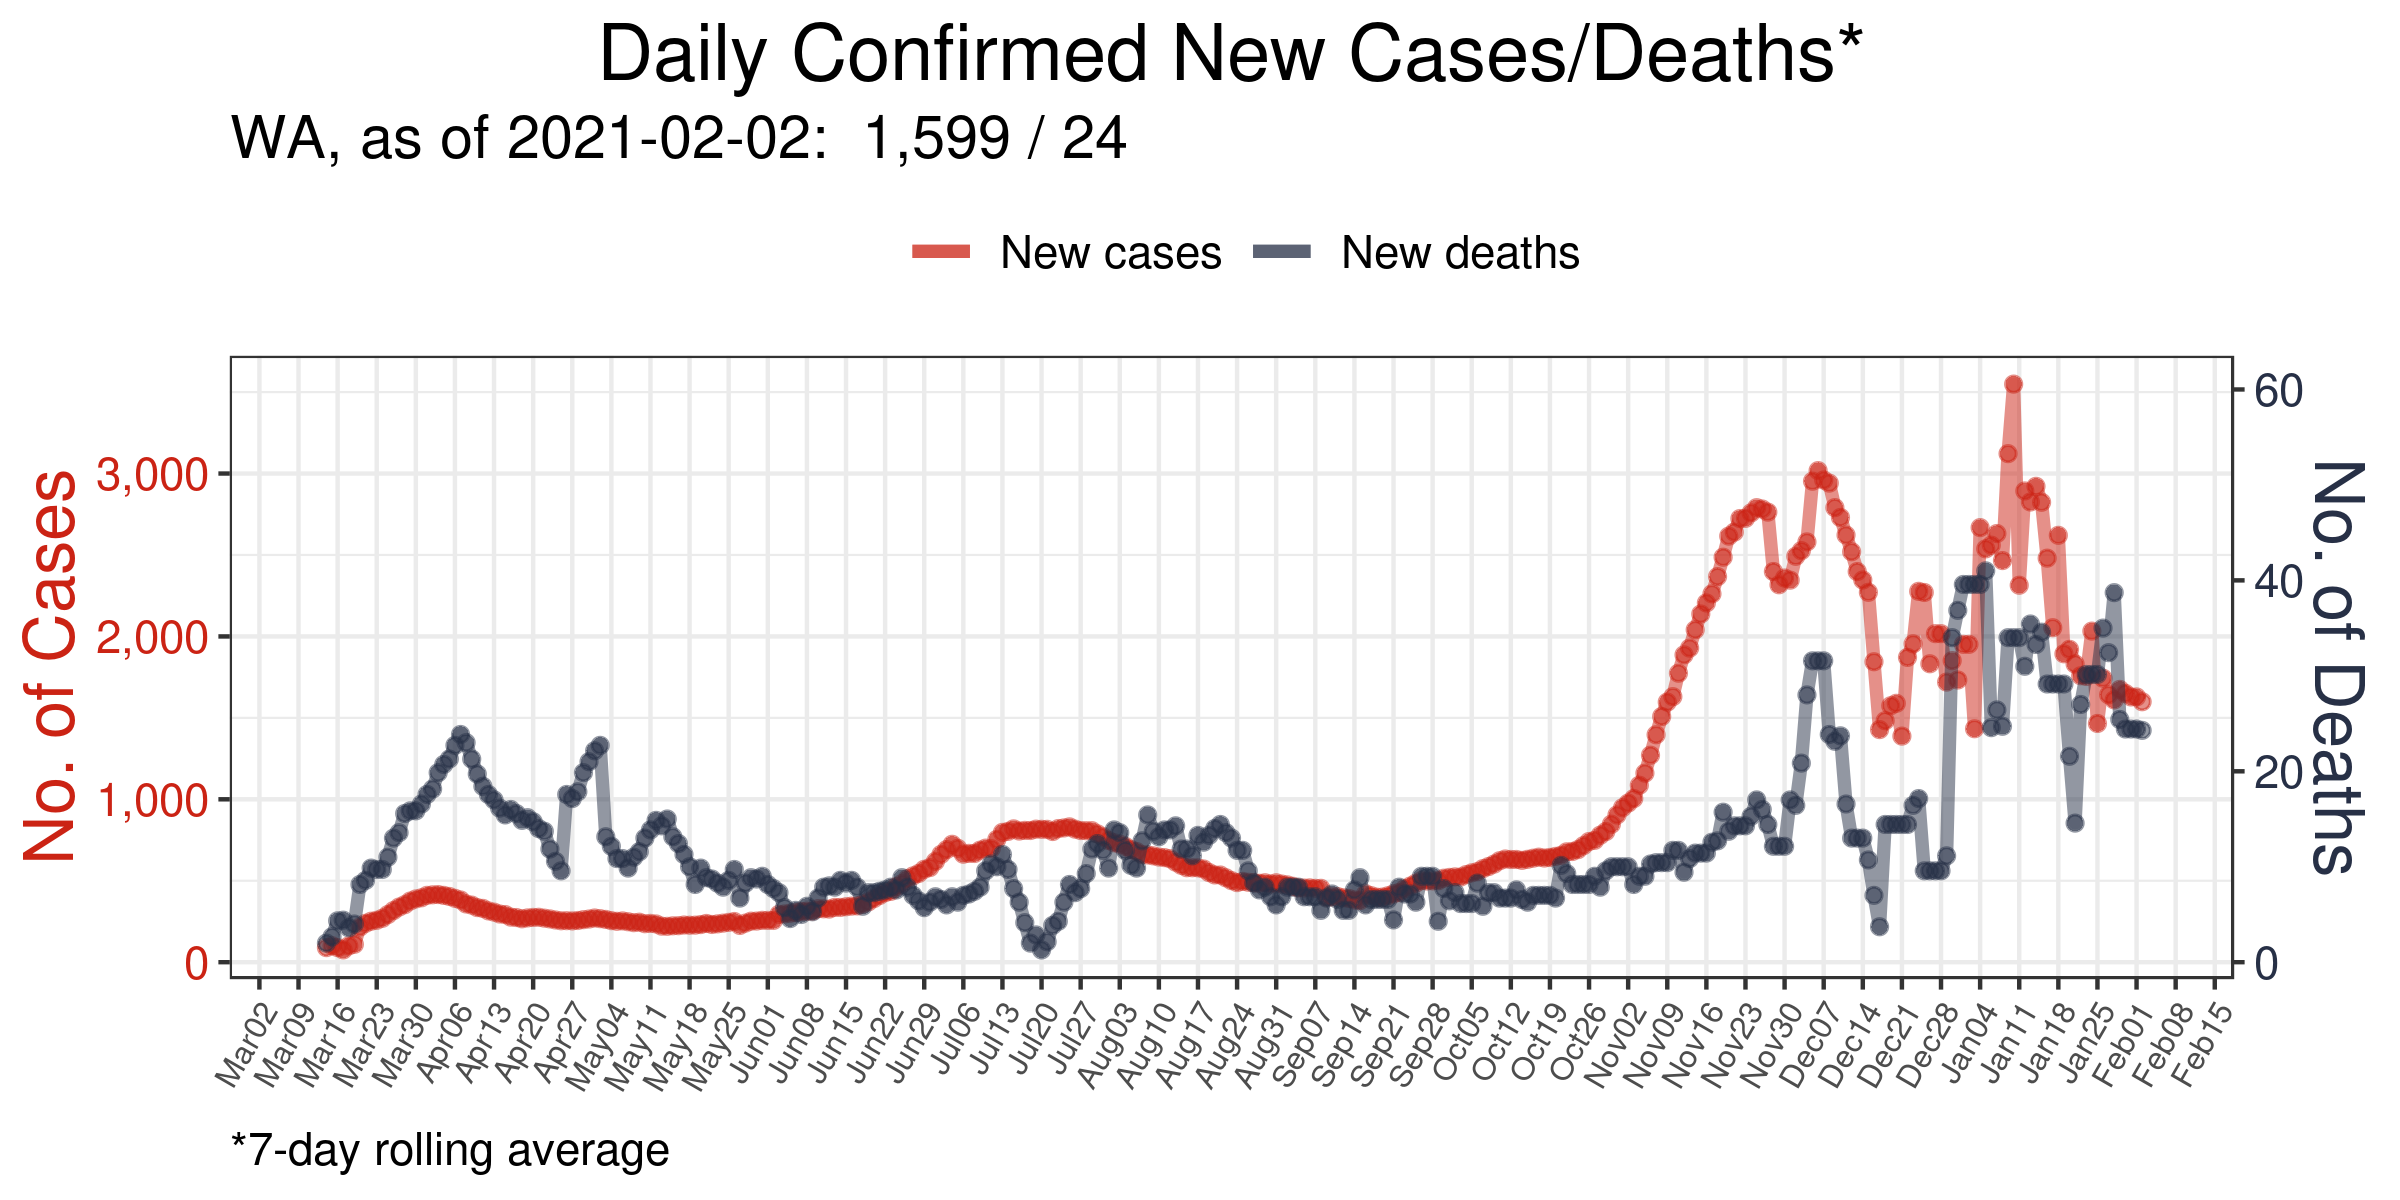 Daily Confirmed New Cases/Deaths*
WA, as of 2021-02-02:  1,599 / 24
New cases
New deaths
No. of Cases
3,000
2,000
1,000
0
60
40
20
0
No. of Deaths
Mar02
Mar09
Mar16
Mar23
Mar30
Apr06
Apr13
Apr20
Apr27
May04
May11
May18
May25
Jun01
Jun08
Jun15
Jun22
Jun29
Jul06
Jul13
Jul20
Jul27
Aug03
Aug10
Aug17
Aug24
Aug31
Sep07
Sep14
Sep21
Sep28
Oct05
Oct12
Oct19
Oct26
Nov02
Nov09
Nov16
Nov23
Nov30
Dec07
Dec14
Dec21
Dec28
Jan04
Jan11
Jan18
Jan25
Feb01
Feb08
Feb15
*7-day rolling average